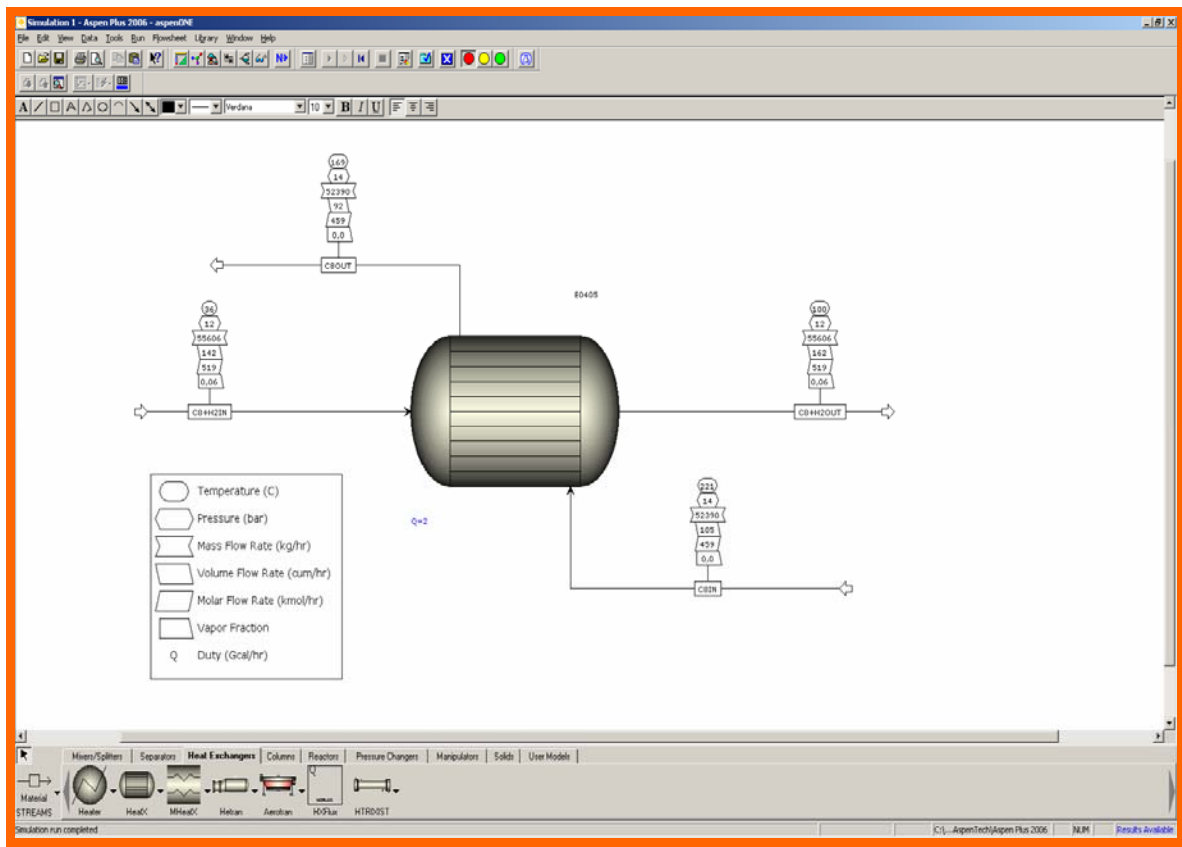 Simulation 1 - Aspen Plus 2006 - aspenONE
File Edit View Data Tools Run Flowsheet Library Window Help
N>
A Verdana 10 B I U
169
14
52390
92
459
0,0
C8OUT
E0405
36
12
55606
142
519
0,06
C8+H2IN
100
12
55606
162
519
0,06
C8+H2OUT
221
14
52390
105
459
0,0
C8IN
Q=2
Temperature (C)
Pressure (bar)
Mass Flow Rate (kg/hr)
Volume Flow Rate (cum/hr)
Molar Flow Rate (kmol/hr)
Vapor Fraction
Q Duty (Gcal/hr)
Mixers/Splitters Separators Heat Exchangers Columns Reactors Pressure Changers Manipulators Solids User Models
Q
Material
STREAMS Heater HeatX MHeatX Hetran Aerotran HXFlux HTRIXIST
Simulation run completed C:\...AspenTech\Aspen Plus 2006 NUM Results Available